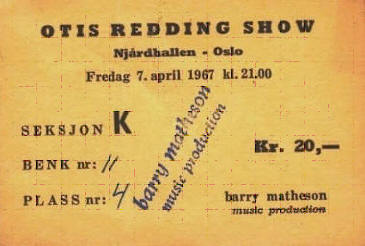 OTIS REDDING SHOW
Njårdhallen - Oslo
Fredag 7. april 1967 kl. 21.00
SEKSJON K
Kr. 20,—
BENK nr: 11
PLASS nr: 4
barry matheson
music production
barry matheson
music production